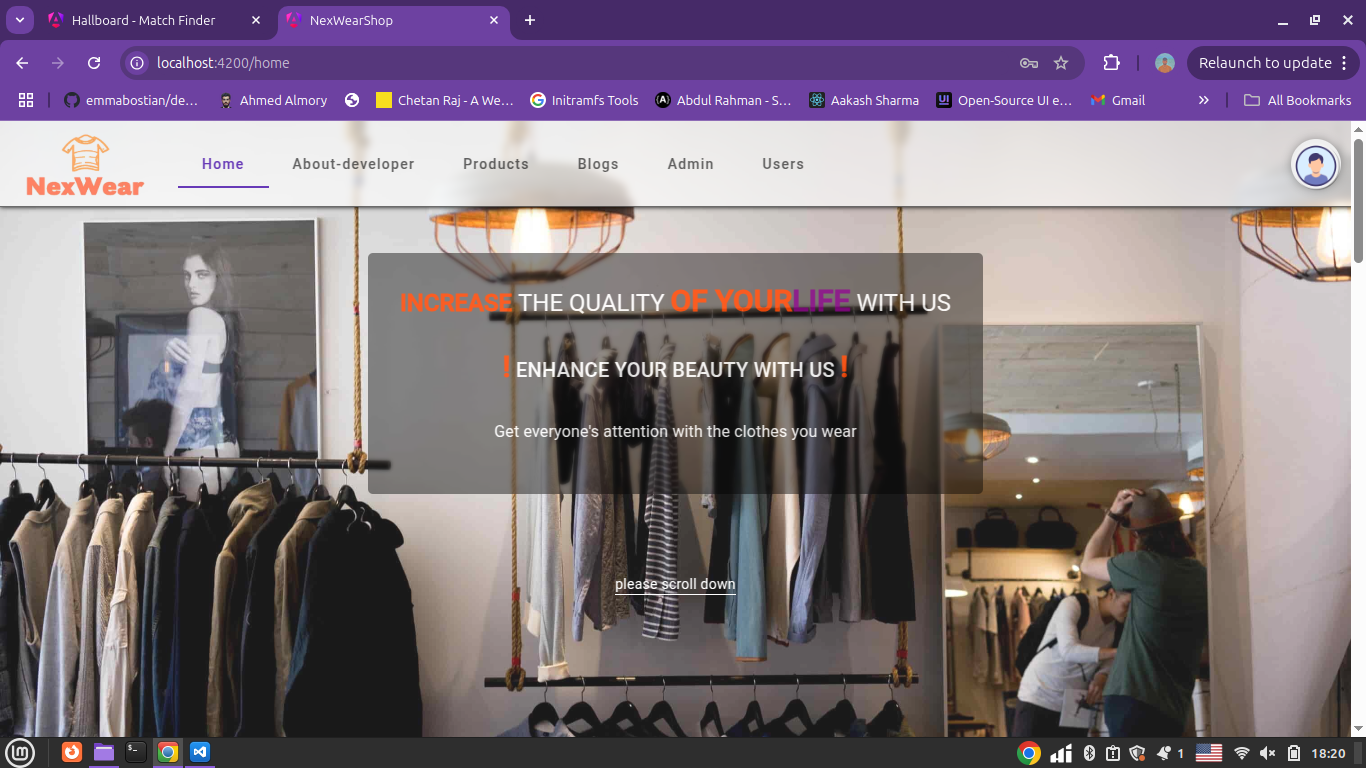 Hallboard - Match Finder
NexWearShop
localhost:4200/home
Relaunch to update
emmabostian/de...
Ahmed Almory
Chetan Raj - A We...
Initramfs Tools
Abdul Rahman - S...
Aakash Sharma
UI
Open-Source UI e...
Gmail
»
All Bookmarks
NexWear
Home
About-developer
Products
Blogs
Admin
Users
INCREASE THE QUALITY OF YOURLIFE WITH US
! ENHANCE YOUR BEAUTY WITH US !
Get everyone's attention with the clothes you wear
please scroll down
1
18:20